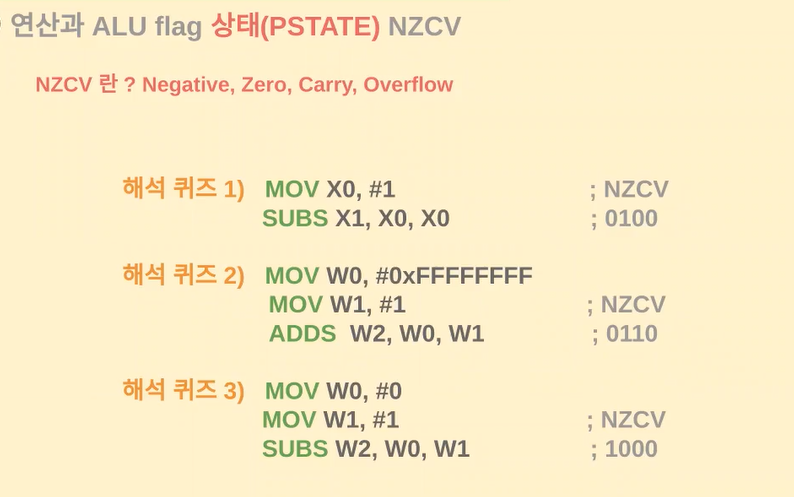 연산과 ALU flag 상태(PSTATE) NZCV
NZCV 란 ? Negative, Zero, Carry, Overflow
해석 퀴즈 1) MOV X0, #1 ; NZCV
SUBS X1, X0, X0 ; 0100
해석 퀴즈 2) MOV W0, #0xFFFFFFFF
MOV W1, #1 ; NZCV
ADDS W2, W0, W1 ; 0110
해석 퀴즈 3) MOV W0, #0
MOV W1, #1 ; NZCV
SUBS W2, W0, W1 ; 1000